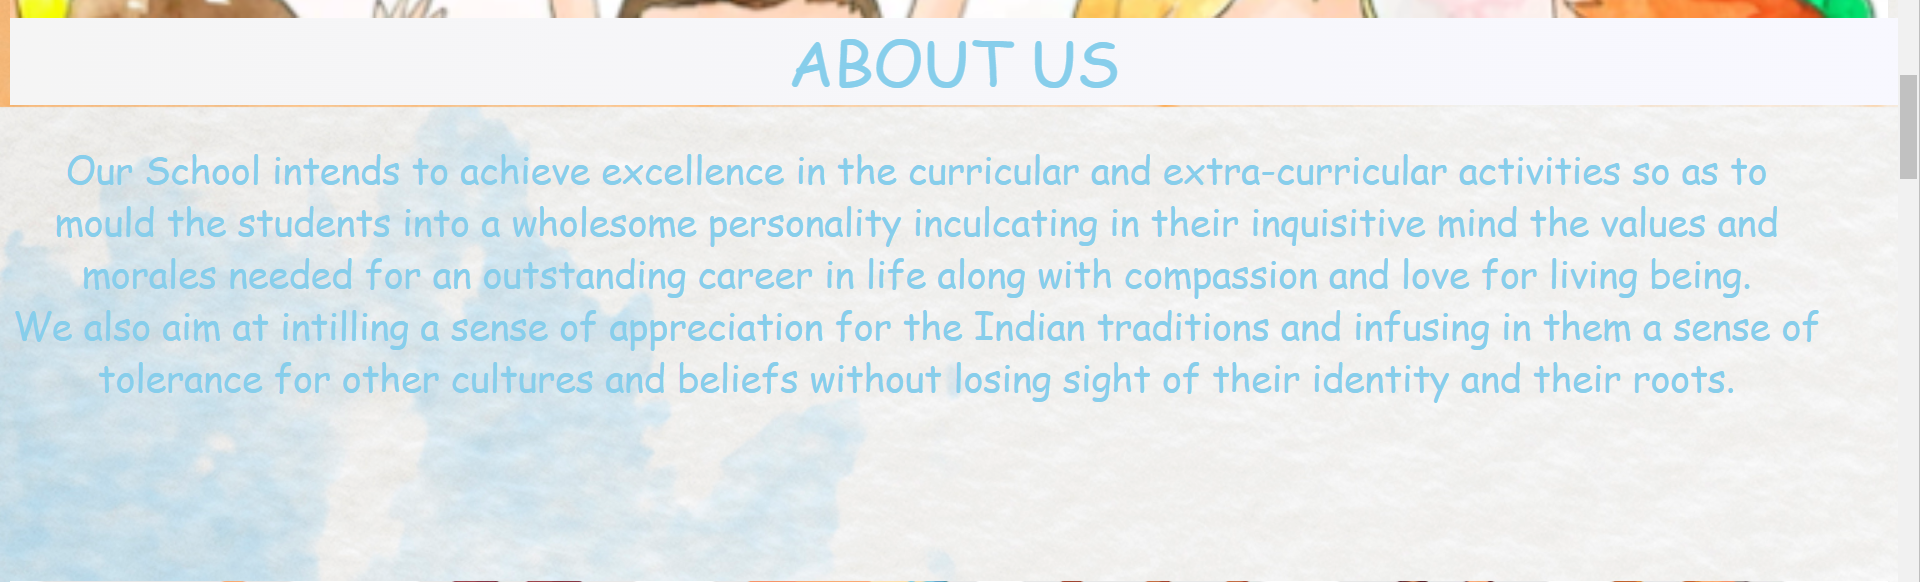 ABOUT US
Our School intends to achieve excellence in the curricular and extra-curricular activities so as to
mould the students into a wholesome personality inculcating in their inquisitive mind the values and
morales needed for an outstanding career in life along with compassion and love for living being.
We also aim at intilling a sense of appreciation for the Indian traditions and infusing in them a sense of
tolerance for other cultures and beliefs without losing sight of their identity and their roots.